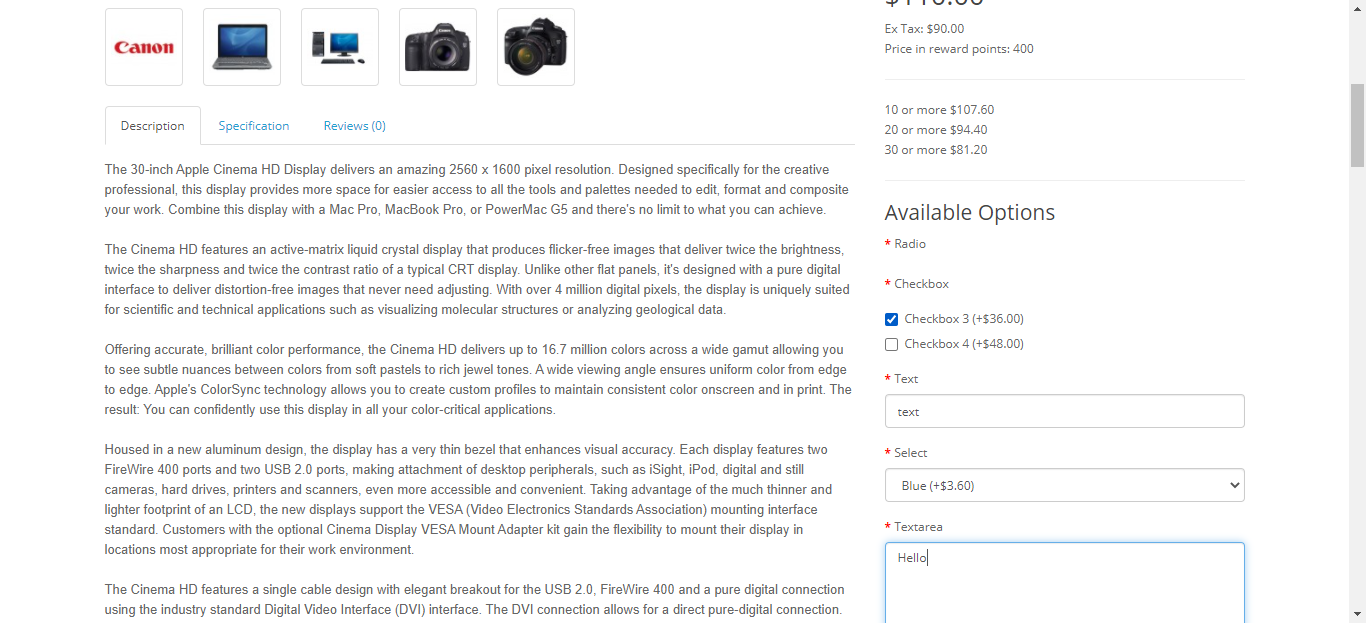 Canon
Ex Tax: $90.00
Price in reward points: 400
10 or more $107.60
20 or more $94.40
30 or more $81.20
Description
Specification
Reviews (0)
The 30-inch Apple Cinema HD Display delivers an amazing 2560 x 1600 pixel resolution. Designed specifically for the creative
professional, this display provides more space for easier access to all the tools and palettes needed to edit, format and composite
your work. Combine this display with a Mac Pro, MacBook Pro, or PowerMac G5 and there's no limit to what you can achieve.
The Cinema HD features an active-matrix liquid crystal display that produces flicker-free images that deliver twice the brightness,
twice the sharpness and twice the contrast ratio of a typical CRT display. Unlike other flat panels, it's designed with a pure digital
interface to deliver distortion-free images that never need adjusting. With over 4 million digital pixels, the display is uniquely suited
for scientific and technical applications such as visualizing molecular structures or analyzing geological data.
Offering accurate, brilliant color performance, the Cinema HD delivers up to 16.7 million colors across a wide gamut allowing you
to see subtle nuances between colors from soft pastels to rich jewel tones. A wide viewing angle ensures uniform color from edge
to edge. Apple's ColorSync technology allows you to create custom profiles to maintain consistent color onscreen and in print. The
result: You can confidently use this display in all your color-critical applications.
Housed in a new aluminum design, the display has a very thin bezel that enhances visual accuracy. Each display features two
FireWire 400 ports and two USB 2.0 ports, making attachment of desktop peripherals, such as iSight, iPod, digital and still
cameras, hard drives, printers and scanners, even more accessible and convenient. Taking advantage of the much thinner and
lighter footprint of an LCD, the new displays support the VESA (Video Electronics Standards Association) mounting interface
standard. Customers with the optional Cinema Display VESA Mount Adapter kit gain the flexibility to mount their display in
locations most appropriate for their work environment.
The Cinema HD features a single cable design with elegant breakout for the USB 2.0, FireWire 400 and a pure digital connection
using the industry standard Digital Video Interface (DVI) interface. The DVI connection allows for a direct pure-digital connection.
Available Options
* Radio
* Checkbox
Checkbox 3 (+$36.00)
Checkbox 4 (+$48.00)
* Text
text
* Select
Blue (+$3.60)
* Textarea
Hello